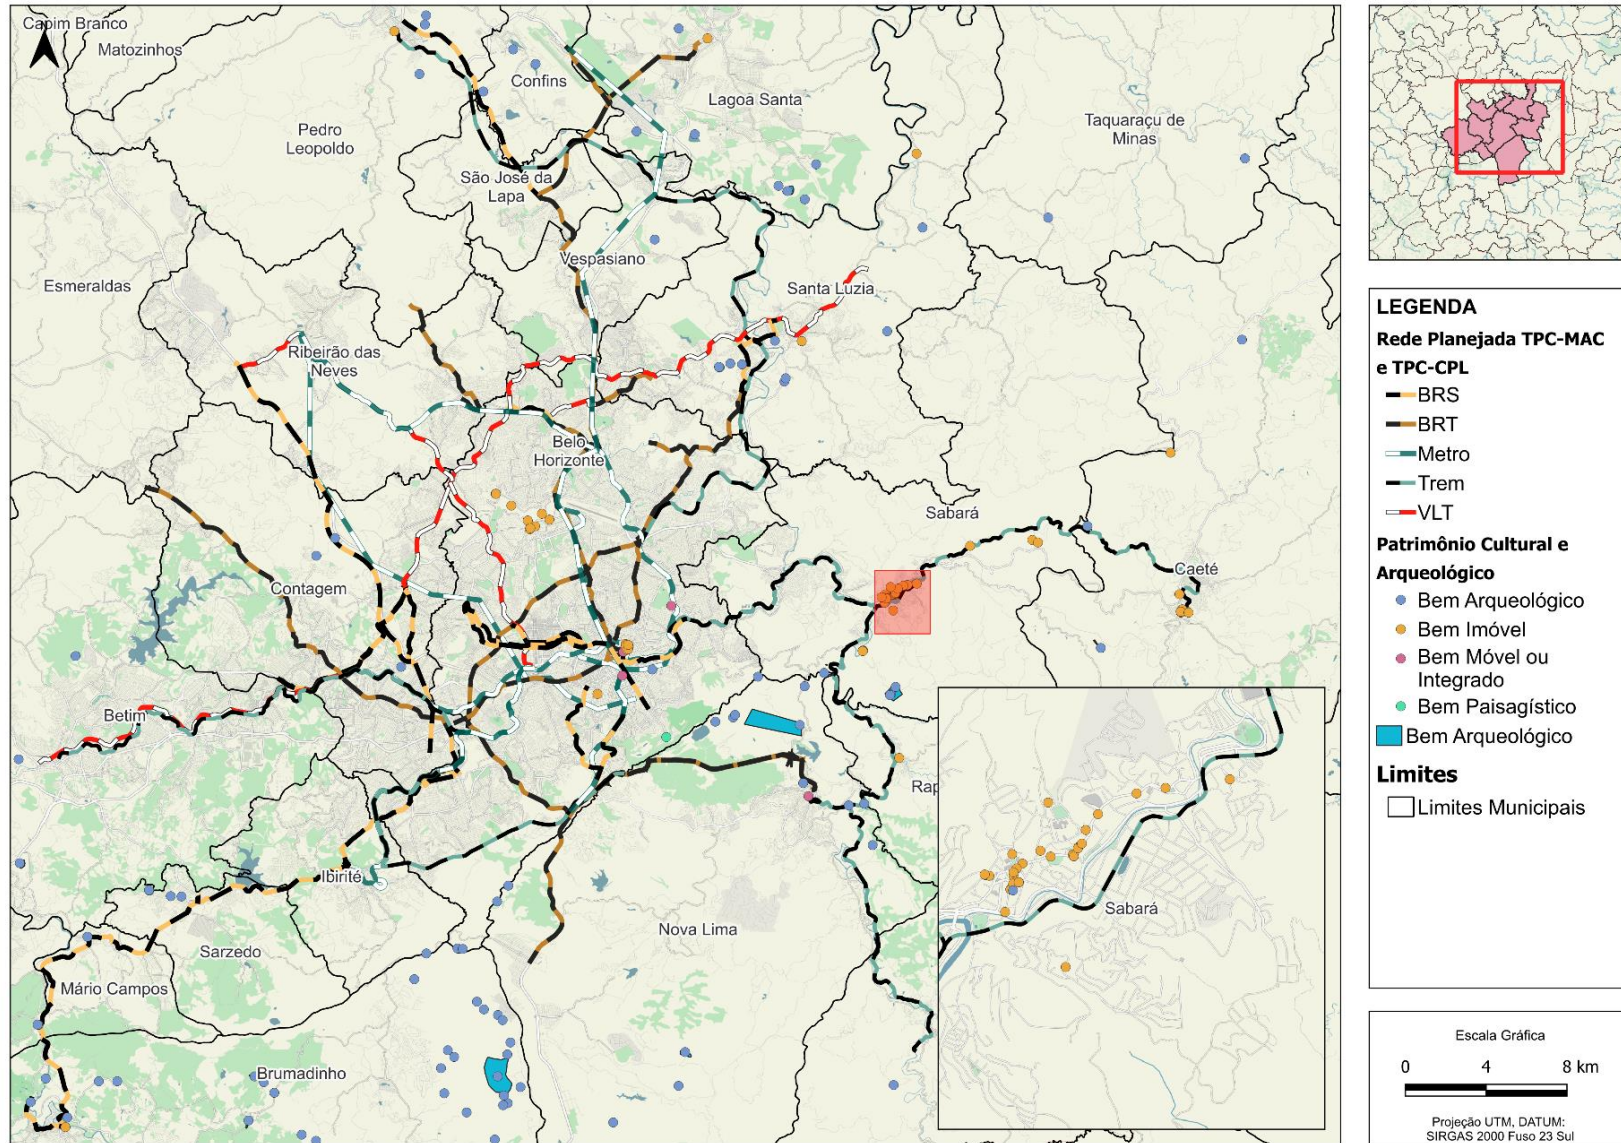 Capim Branco
Matozinhos
Confins
Lagoa Santa
Taquaraçu de
Minas
Pedro
Leopoldo
São José da
Lapa
Vespasiano
Esmeraldas
Santa Luzia
Ribeirão das
Neves
Belo
Horizonte
Sabará
Caeté
Contagem
Betim
Rap
Ibirité
Sarzedo
Nova Lima
Mário Campos
Brumadinho
Sabará
LEGENDA
Rede Planejada TPC-MAC
e TPC-CPL
BRS
BRT
Metro
Trem
VLT
Patrimônio Cultural e
Arqueológico
Bem Arqueológico
Bem Imóvel
Bem Móvel ou
Integrado
Bem Paisagístico
Bem Arqueológico
Limites
Limites Municipais
Escala Gráfica
0 4 8 km
Projeção UTM, DATUM:
SIRGAS 2000 Fuso 23 Sul